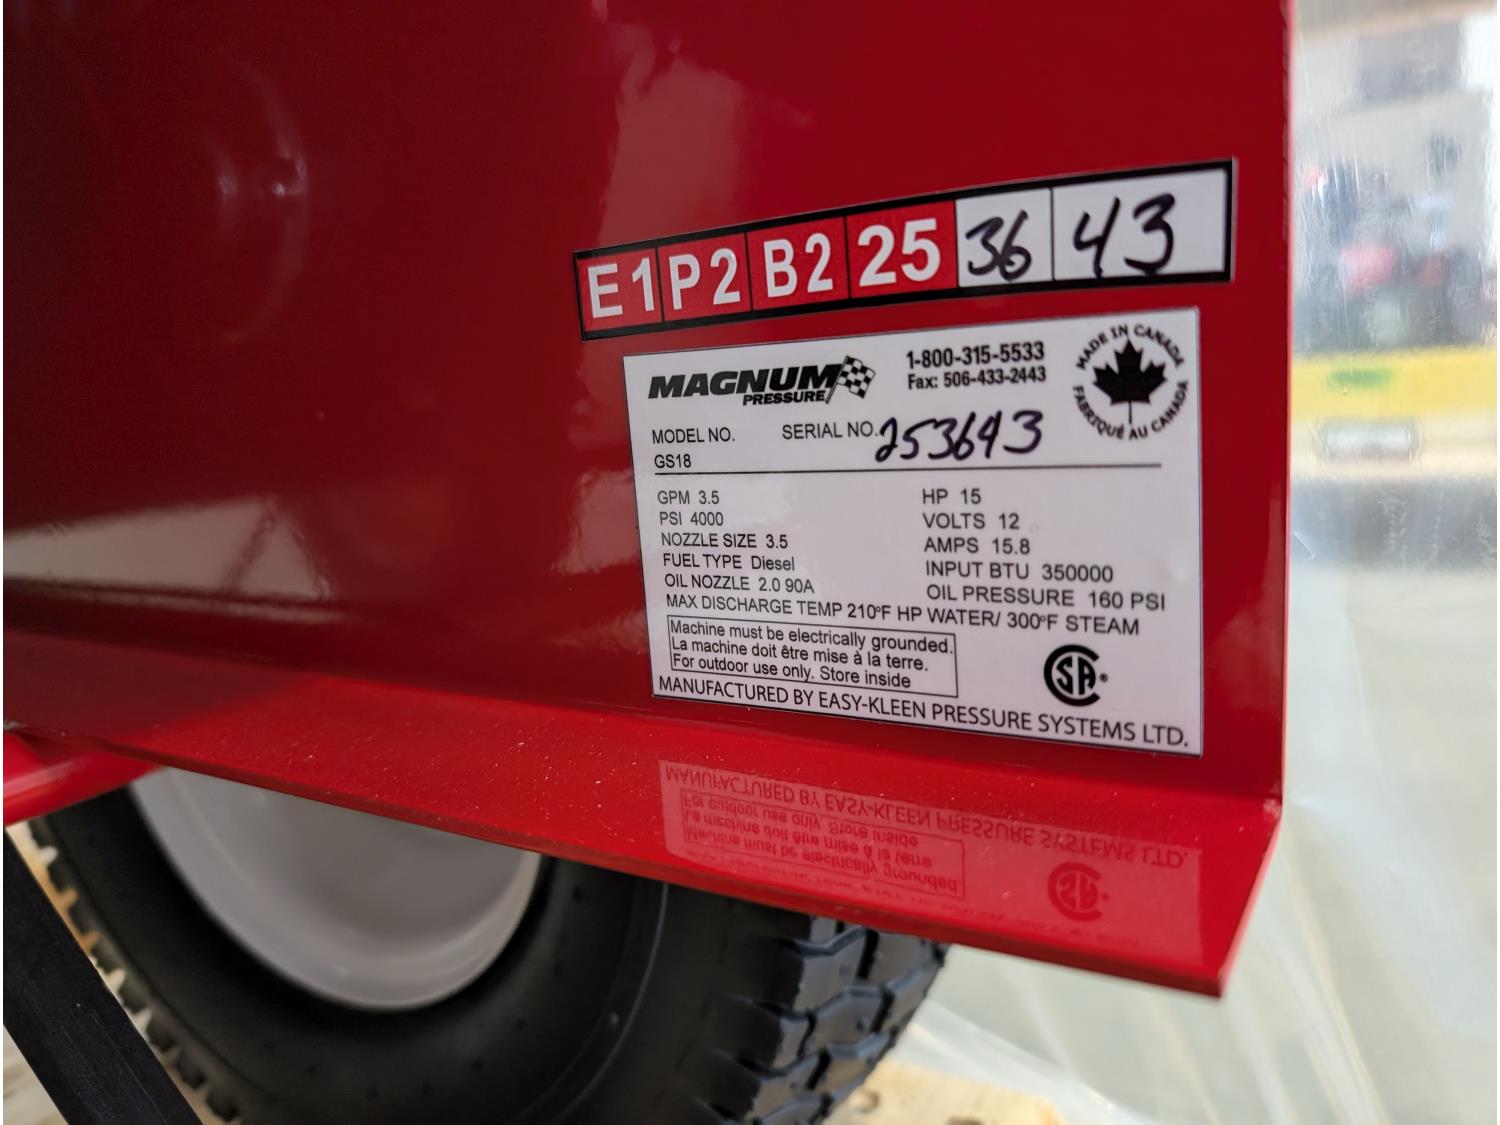 E1 P2 B2 25 36 43
MAGNUM
PRESSURE
1-800-315-5533
Fax: 506-433-2443
MADE IN CANADA
FABRIQUÉ AU CANADA
MODEL NO.
GS18
SERIAL NO. 253643
GPM 3.5
PSI 4000
NOZZLE SIZE 3.5
FUEL TYPE Diesel
OIL NOZZLE 2.0 90A
HP 15
VOLTS 12
AMPS 15.8
INPUT BTU 350000
OIL PRESSURE 160 PSI
MAX DISCHARGE TEMP 210°F HP WATER/ 300°F STEAM
Machine must be electrically grounded.
La machine doit être mise à la terre.
For outdoor use only. Store inside
CSA®
MANUFACTURED BY EASY-KLEEN PRESSURE SYSTEMS LTD.